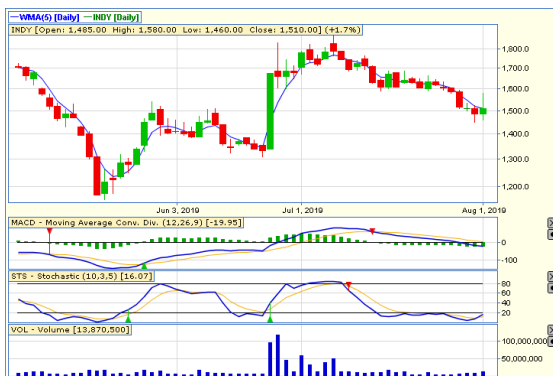 WMA(5) [Daily] INDY [Daily]
INDY [Open: 1,485.00 High: 1,580.00 Low: 1,460.00 Close: 1,510.00] (+1.7%)
1,800.0
1,700.0
1,600.0
1,500.0
1,400.0
1,300.0
1,200.0
Jun 3, 2019 Jul 1, 2019 Aug 1, 2019
MACD - Moving Average Conv. Div. (12,26,9) [-19.95]
0
-100
STS - Stochastic (10,3,5) [16.07]
80
60
40
20
VOL - Volume [13,870,500]
100,000,000
50,000,000